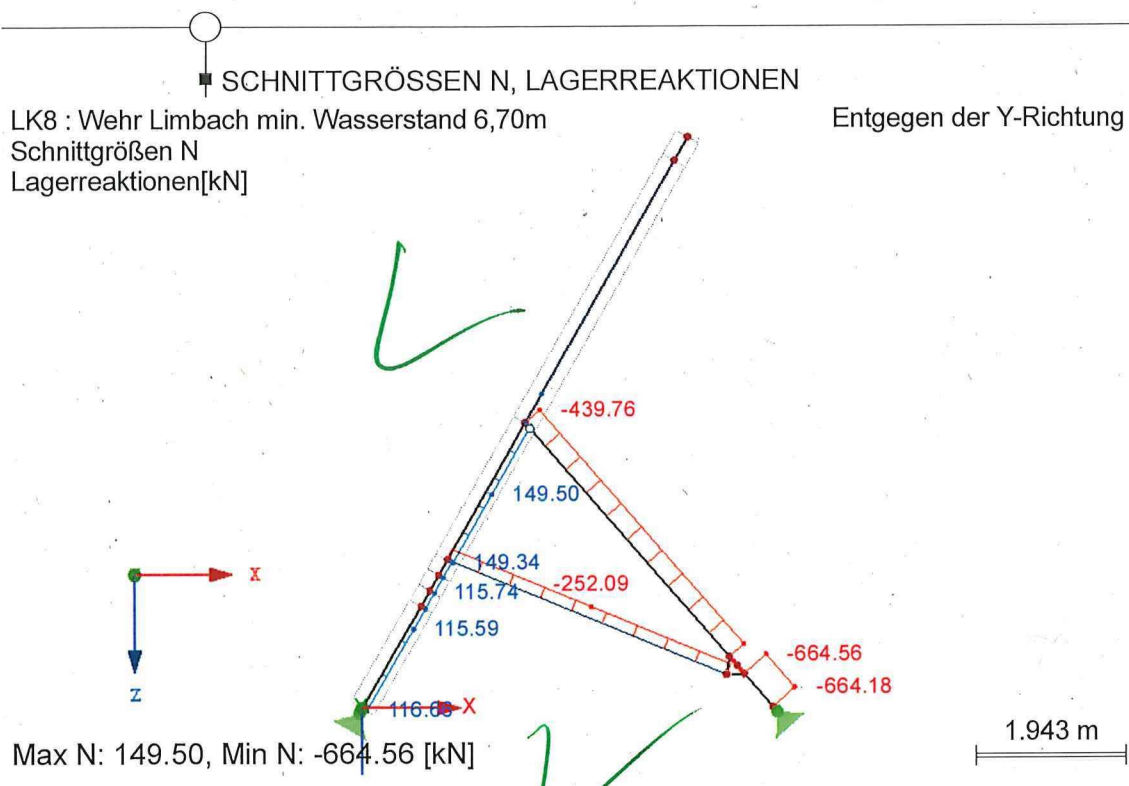 SCHNITTGRÖSSEN N, LAGERREAKTIONEN
LK8 : Wehr Limbach min. Wasserstand 6,70m
Entgegen der Y-Richtung
Schnittgrößen N
Lagerreaktionen[kN]
-439.76
149.50
149.34
-252.09
115.74
115.59
X
Z
-664.56
-664.18
116.63
X
Max N: 149.50, Min N: -664.56 [kN]
1.943 m